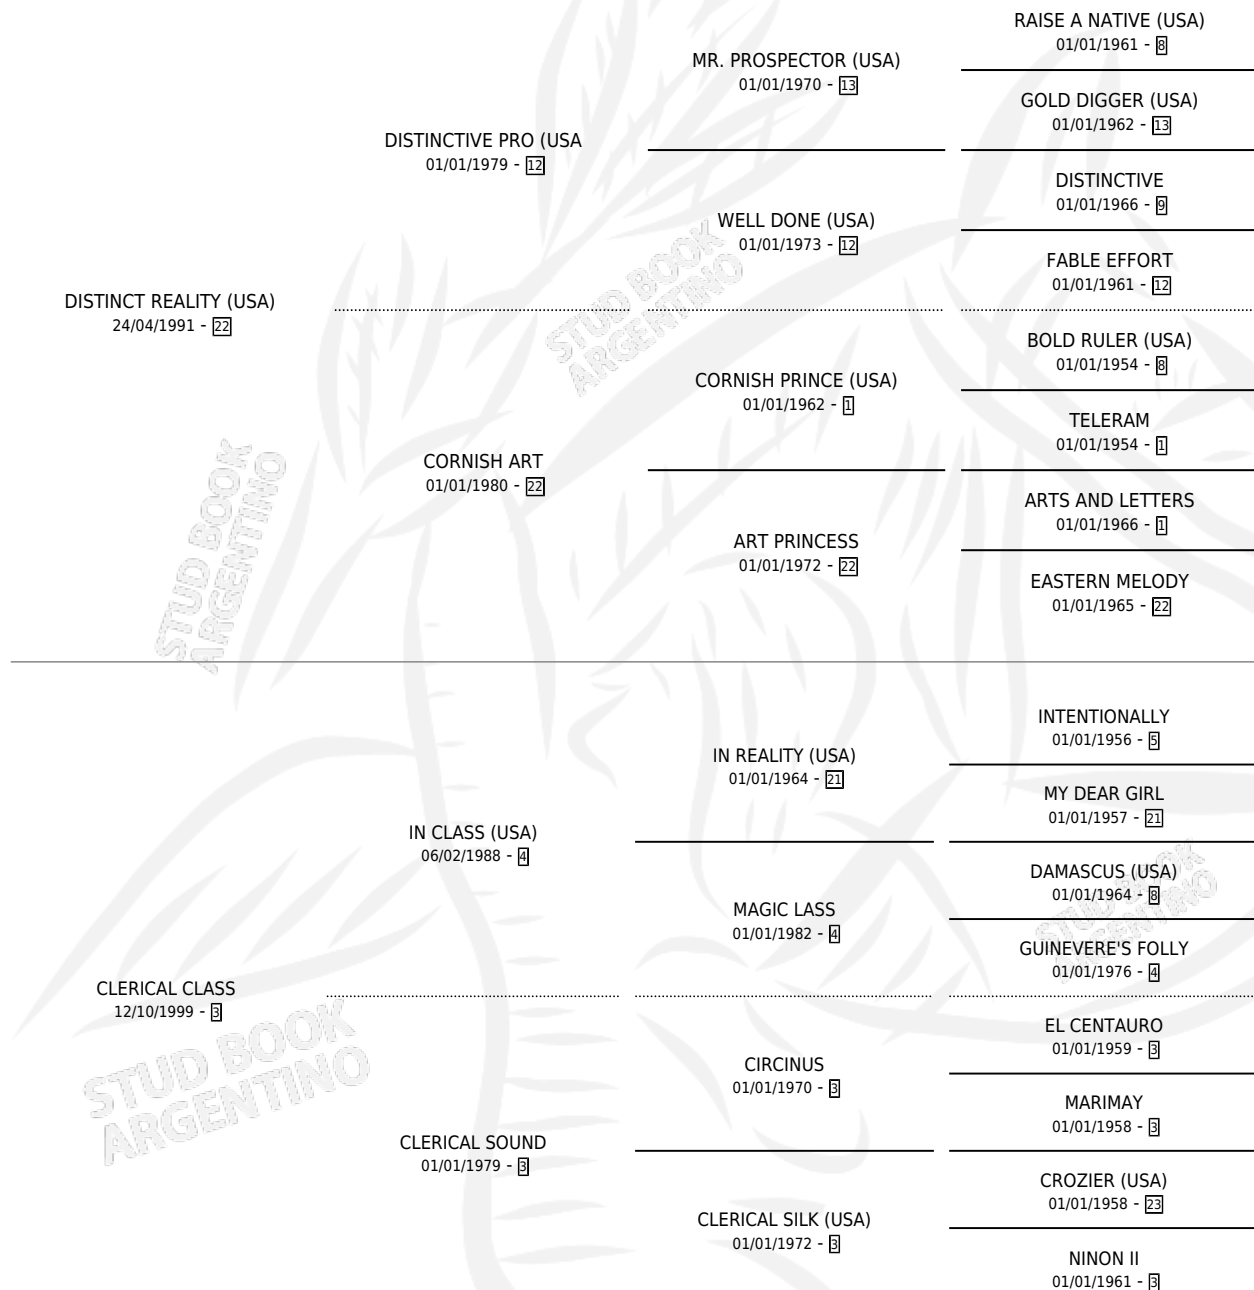 RAISE A NATIVE (USA)
01/01/1961 - 8
MR. PROSPECTOR (USA)
01/01/1970 - 13
GOLD DIGGER (USA)
01/01/1962 - 13
DISTINCTIVE PRO (USA
01/01/1979 - 12
DISTINCTIVE
01/01/1966 - 9
WELL DONE (USA)
01/01/1973 - 12
FABLE EFFORT
01/01/1961 - 12
DISTINCT REALITY (USA)
24/04/1991 - 22
BOLD RULER (USA)
01/01/1954 - 8
CORNISH PRINCE (USA)
01/01/1962 - 1
TELERAM
01/01/1954 - 1
CORNISH ART
01/01/1980 - 22
ARTS AND LETTERS
01/01/1966 - 1
ART PRINCESS
01/01/1972 - 22
EASTERN MELODY
01/01/1965 - 22
STUD BOOK
ARGENTINO
STUD BOOK
ARGENTINO
INTENTIONALLY
01/01/1956 - 5
IN REALITY (USA)
01/01/1964 - 21
MY DEAR GIRL
01/01/1957 - 21
IN CLASS (USA)
06/02/1988 - 4
DAMASCUS (USA)
01/01/1964 - 8
MAGIC LASS
01/01/1982 - 4
GUINEVERE'S FOLLY
01/01/1976 - 4
CLERICAL CLASS
12/10/1999 - 3
EL CENTAURO
01/01/1959 - 3
CIRCINUS
01/01/1970 - 3
MARIMAY
01/01/1958 - 3
CLERICAL SOUND
01/01/1979 - 3
CROZIER (USA)
01/01/1958 - 23
CLERICAL SILK (USA)
01/01/1972 - 3
NINON II
01/01/1961 - 3
STUD BOOK
ARGENTINO
STUD BOOK
ARGENTINO